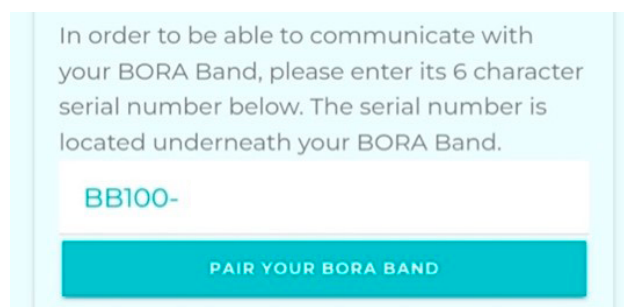 In order to be able to communicate with
your BORA Band, please enter its 6 character
serial number below. The serial number is
located underneath your BORA Band.
BB100-
PAIR YOUR BORA BAND